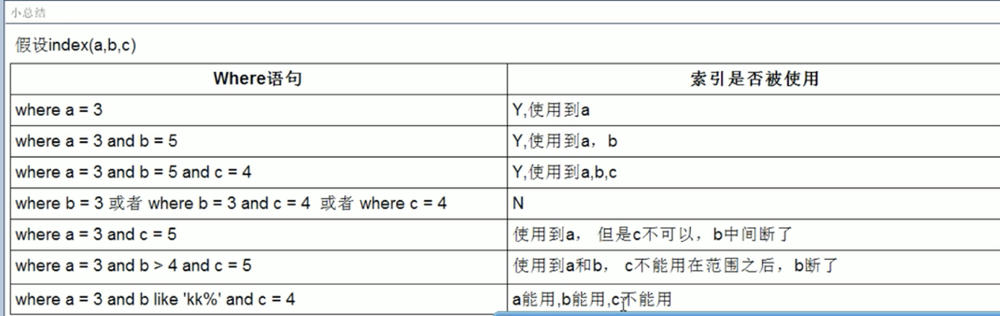 小总结
假设index(a,b,c)
Where语句 索引是否被使用
where a = 3 Y,使用到a
where a = 3 and b = 5 Y,使用到a，b
where a = 3 and b = 5 and c = 4 Y,使用到a,b,c
where b = 3 或者 where b = 3 and c = 4 或者 where c = 4 N
where a = 3 and c = 5 使用到a， 但是c不可以，b中间断了
where a = 3 and b > 4 and c = 5 使用到a和b， c不能用在范围之后，b断了
where a = 3 and b like 'kk%' and c = 4 a能用,b能用,c不能用